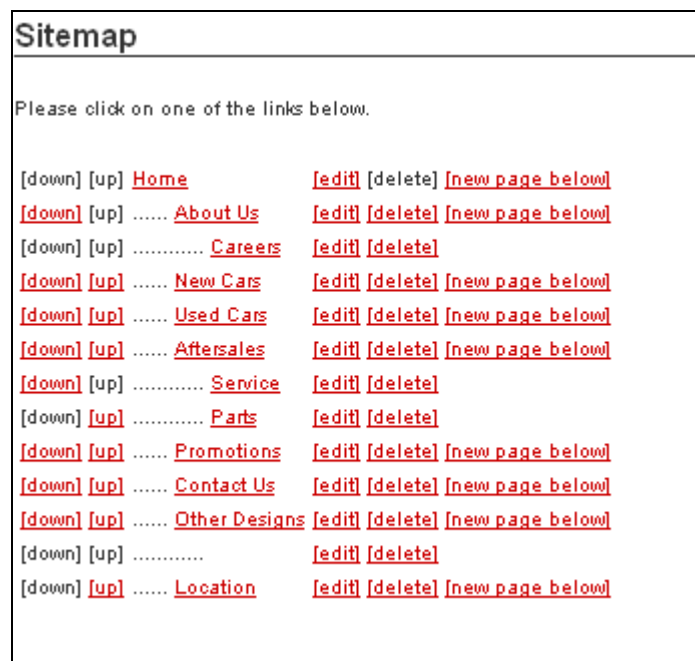 Sitemap
Please click on one of the links below.
[down] [up] Home [edit] [delete] [new page below]
[down] [up] ...... About Us [edit] [delete] [new page below]
[down] [up] ............ Careers [edit] [delete]
[down] [up] ...... New Cars [edit] [delete] [new page below]
[down] [up] ...... Used Cars [edit] [delete] [new page below]
[down] [up] ...... Aftersales [edit] [delete] [new page below]
[down] [up] ............ Service [edit] [delete]
[down] [up] ............ Parts [edit] [delete]
[down] [up] ...... Promotions [edit] [delete] [new page below]
[down] [up] ...... Contact Us [edit] [delete] [new page below]
[down] [up] ...... Other Designs [edit] [delete] [new page below]
[down] [up] ............ [edit] [delete]
[down] [up] ...... Location [edit] [delete] [new page below]